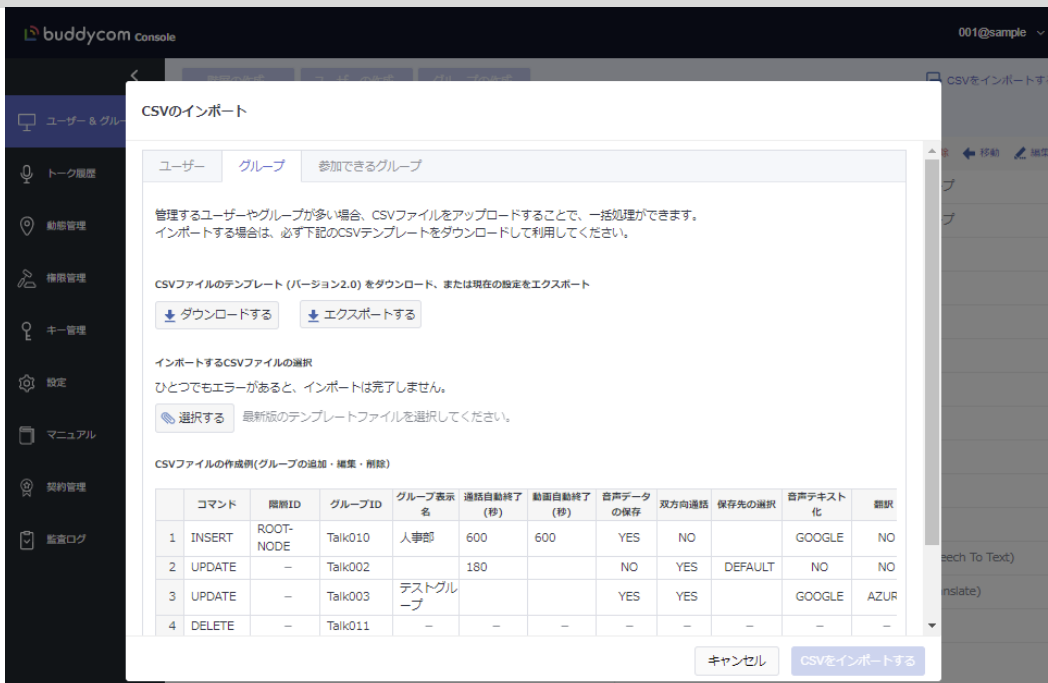 buddycom Console
001@sample
CSVをインポートす
ユーザー & グルー
トーク履歴
動態管理
権限管理
キー管理
設定
マニュアル
契約管理
監査ログ
移動
編集
プ
プ
eech To Text)
anslate)
CSVのインポート
ユーザー グループ 参加できるグループ
管理するユーザーやグループが多い場合、CSVファイルをアップロードすることで、一括処理ができます。
インポートする場合は、必ず下記のCSVテンプレートをダウンロードして利用してください。
CSVファイルのテンプレート (バージョン2.0) をダウンロード、または現在の設定をエクスポート
ダウンロードする エクスポートする
インポートするCSVファイルの選択
ひとつでもエラーがあると、インポートは完了しません。
選択する 最新版のテンプレートファイルを選択してください。
CSVファイルの作成例(グループの追加・編集・削除)
コマンド 階層ID グループID グループ表示名 通話自動終了(秒) 動画自動終了(秒) 音声データの保存 双方向通話 保存先の選択 音声テキスト化 翻訳
1 INSERT ROOT-NODE Talk010 人事部 600 600 YES NO GOOGLE NO
2 UPDATE – Talk002 180 NO YES DEFAULT NO NO
3 UPDATE – Talk003 テストグループ YES YES GOOGLE AZUR
4 DELETE – Talk011 – – – – – – – –
キャンセル CSVをインポートする